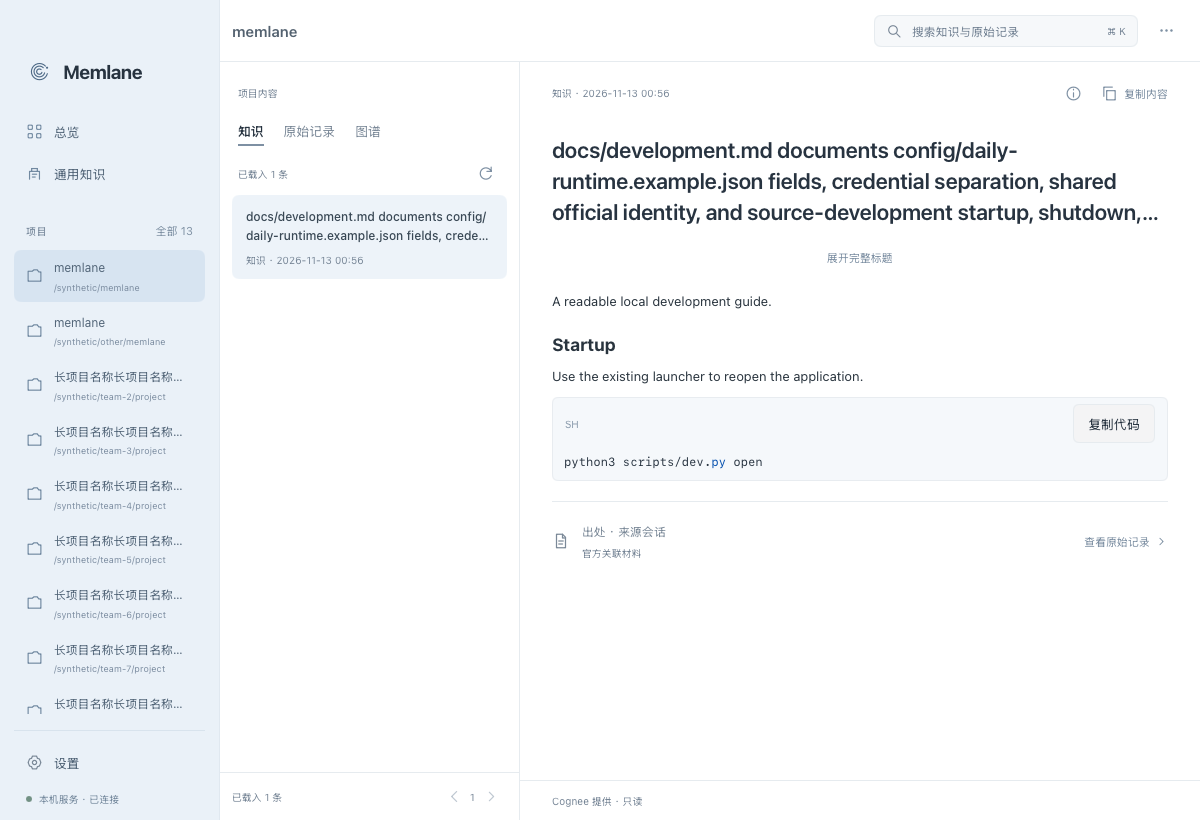 Memlane
总览
通用知识
项目
全部 13
memlane
/synthetic/memlane
memlane
/synthetic/other/memlane
长项目名称长项目名称...
/synthetic/team-2/project
长项目名称长项目名称...
/synthetic/team-3/project
长项目名称长项目名称...
/synthetic/team-4/project
长项目名称长项目名称...
/synthetic/team-5/project
长项目名称长项目名称...
/synthetic/team-6/project
长项目名称长项目名称...
/synthetic/team-7/project
长项目名称长项目名称...
设置
本机服务 · 已连接
memlane
搜索知识与原始记录
⌘ K
项目内容
知识
原始记录
图谱
已载入 1 条
docs/development.md documents config/
daily-runtime.example.json fields, crede...
知识 · 2026-11-13 00:56
已载入 1 条
1
知识 · 2026-11-13 00:56
复制内容
docs/development.md documents config/daily-
runtime.example.json fields, credential separation, shared
official identity, and source-development startup, shutdown,...
展开完整标题
A readable local development guide.
Startup
Use the existing launcher to reopen the application.
SH
复制代码
python3 scripts/dev.py open
出处 · 来源会话
官方关联材料
查看原始记录
Cognee 提供 · 只读